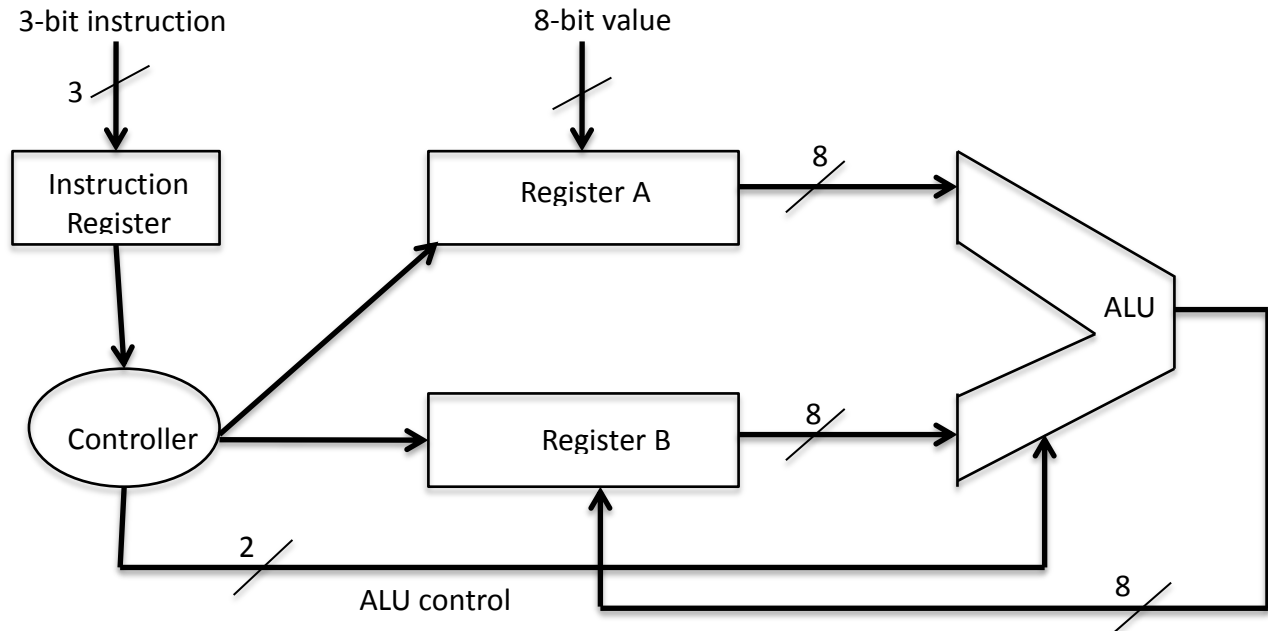 3-bit instruction
8-bit value
3
8
Instruction
Register
Register A
ALU
Controller
Register B
8
2
ALU control
8